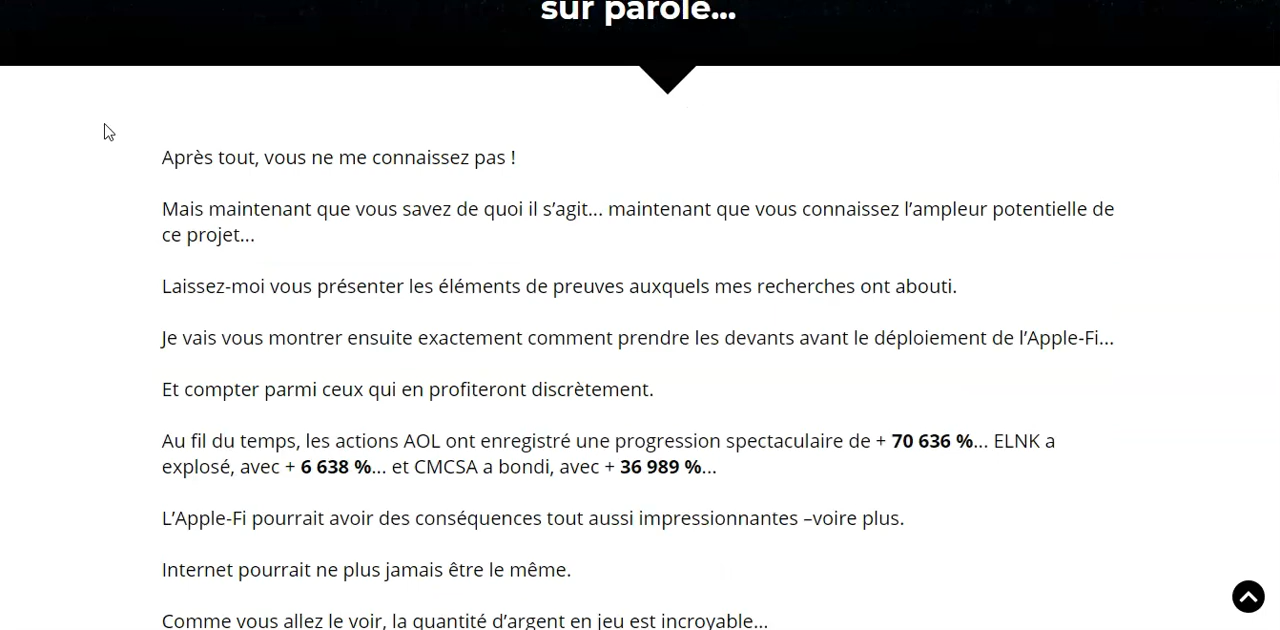 sur parole...
Après tout, vous ne me connaissez pas !
Mais maintenant que vous savez de quoi il s’agit... maintenant que vous connaissez l’ampleur potentielle de
ce projet...
Laissez-moi vous présenter les éléments de preuves auxquels mes recherches ont abouti.
Je vais vous montrer ensuite exactement comment prendre les devants avant le déploiement de l’Apple-Fi...
Et compter parmi ceux qui en profiteront discrètement.
Au fil du temps, les actions AOL ont enregistré une progression spectaculaire de + 70 636 %... ELNK a
explosé, avec + 6 638 %... et CMCSA a bondi, avec + 36 989 %...
L’Apple-Fi pourrait avoir des conséquences tout aussi impressionnantes –voire plus.
Internet pourrait ne plus jamais être le même.
Comme vous allez le voir, la quantité d’argent en jeu est incroyable...